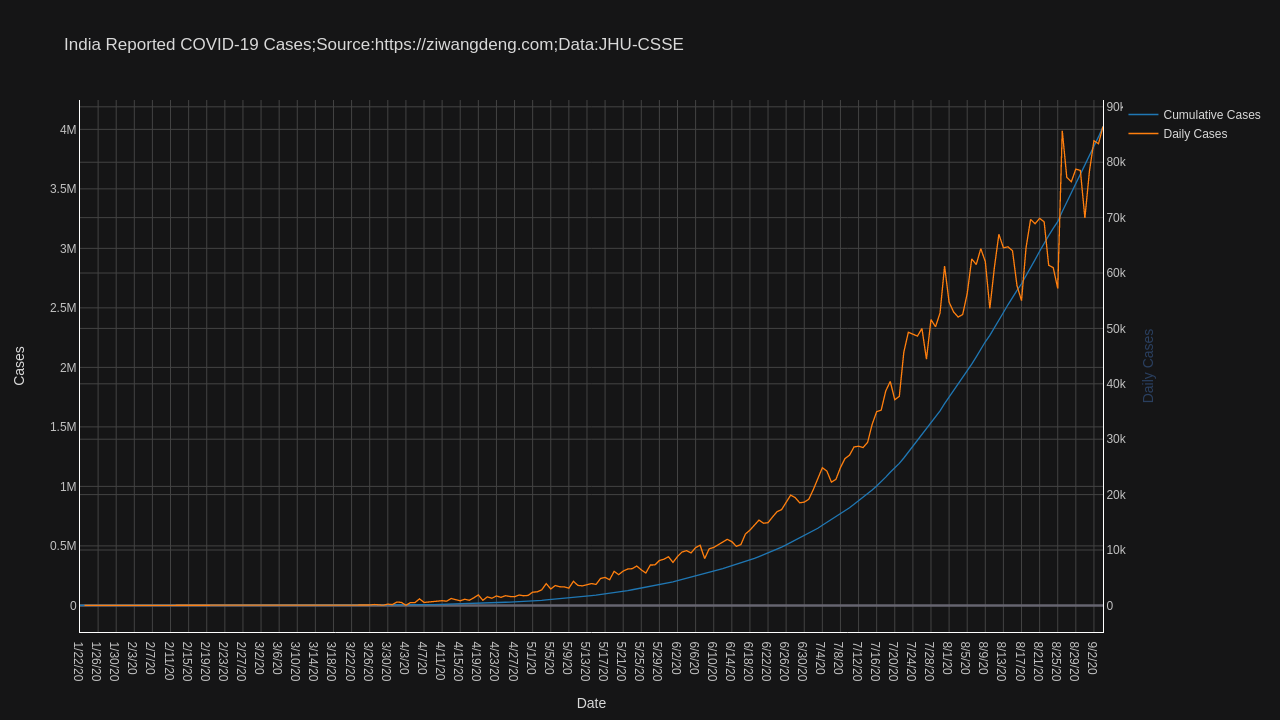 India Reported COVID-19 Cases;Source:https://ziwangdeng.com;Data:JHU-CSSE
Cumulative Cases
Daily Cases
4M
3.5M
3M
2.5M
2M
1.5M
1M
0.5M
0
Cases
90k
80k
70k
60k
50k
40k
30k
20k
10k
0
Daily Cases
1/22/20
1/26/20
1/30/20
2/3/20
2/7/20
2/11/20
2/15/20
2/19/20
2/23/20
2/27/20
3/2/20
3/6/20
3/10/20
3/14/20
3/18/20
3/22/20
3/26/20
3/30/20
4/3/20
4/7/20
4/11/20
4/15/20
4/19/20
4/23/20
4/27/20
5/1/20
5/5/20
5/9/20
5/13/20
5/17/20
5/21/20
5/25/20
5/29/20
6/2/20
6/6/20
6/10/20
6/14/20
6/18/20
6/22/20
6/26/20
6/30/20
7/4/20
7/8/20
7/12/20
7/16/20
7/20/20
7/24/20
7/28/20
8/1/20
8/5/20
8/9/20
8/13/20
8/17/20
8/21/20
8/25/20
8/29/20
9/2/20
Date